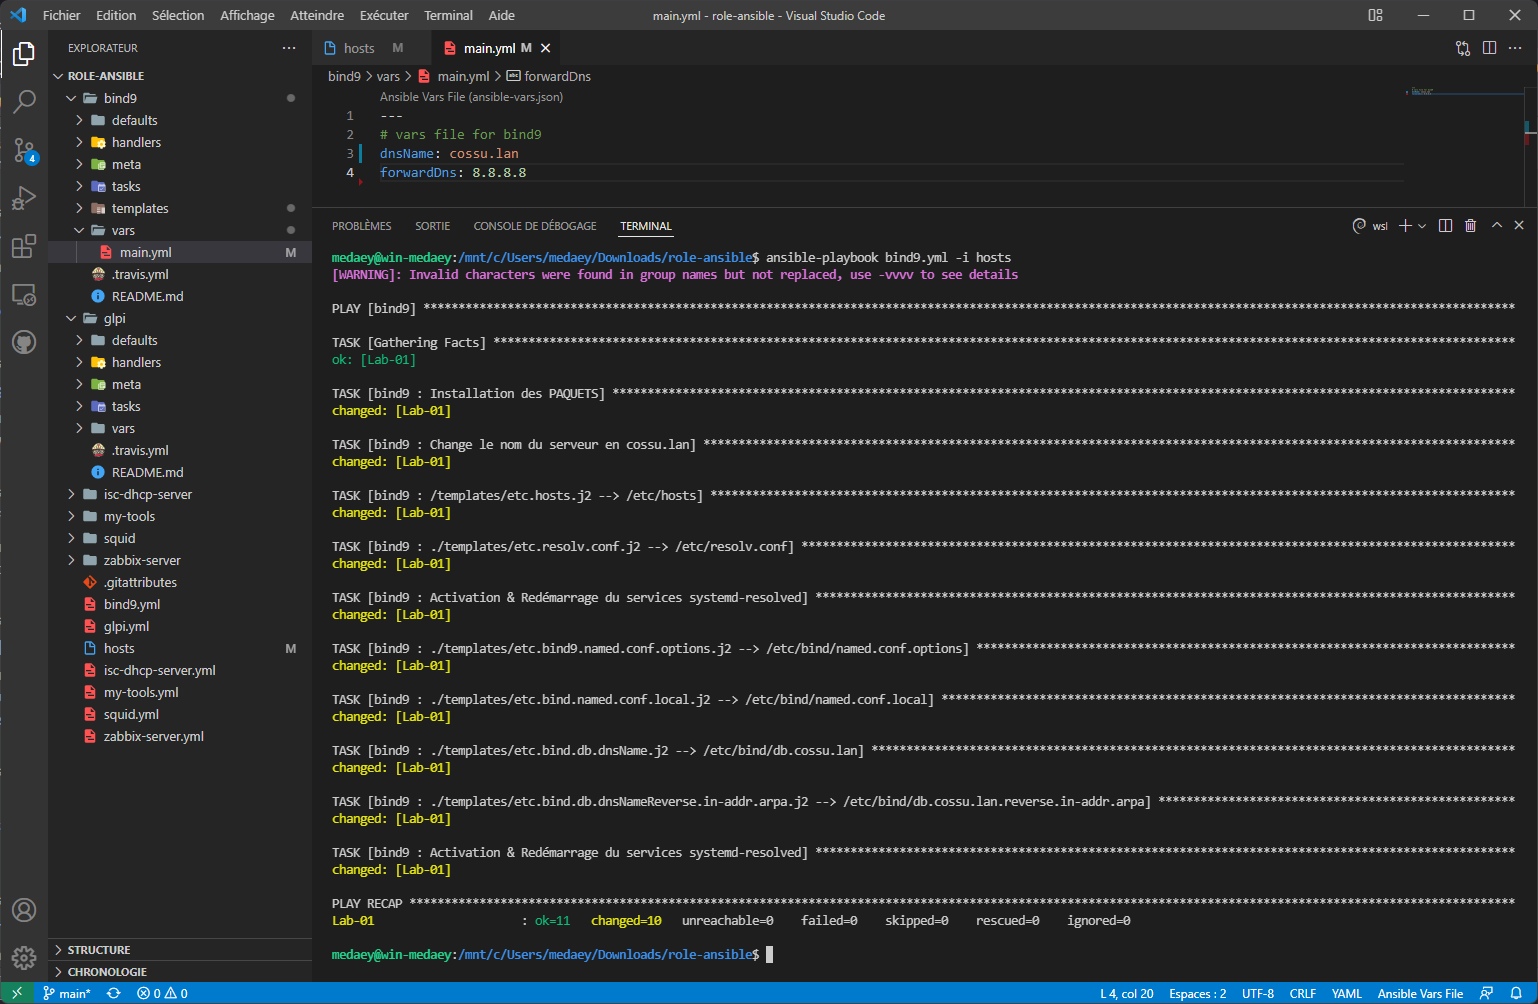 Fichier Edition Sélection Affichage Atteindre Exécuter Terminal Aide
main.yml - role-ansible - Visual Studio Code
EXPLORATEUR
ROLE-ANSIBLE
bind9
defaults
handlers
meta
tasks
templates
vars
main.yml M
.travis.yml
README.md
glpi
defaults
handlers
meta
tasks
vars
.travis.yml
README.md
isc-dhcp-server
my-tools
squid
zabbix-server
.gitattributes
bind9.yml
glpi.yml
hosts M
isc-dhcp-server.yml
my-tools.yml
squid.yml
zabbix-server.yml
STRUCTURE
CHRONOLOGIE
4
hosts M main.yml M
bind9 > vars > main.yml > forwardDns
Ansible Vars File (ansible-vars.json)
1 ---
2 # vars file for bind9
3 dnsName: cossu.lan
4 forwardDns: 8.8.8.8
PROBLÈMES SORTIE CONSOLE DE DÉBOGAGE TERMINAL
wsl
medaey@win-medaey:/mnt/c/Users/medaey/Downloads/role-ansible$ ansible-playbook bind9.yml -i hosts
[WARNING]: Invalid characters were found in group names but not replaced, use -vvvv to see details
PLAY [bind9] ****
TASK [Gathering Facts] ****
ok: [Lab-01]
TASK [bind9 : Installation des PAQUETS] ****
changed: [Lab-01]
TASK [bind9 : Change le nom du serveur en cossu.lan] ****
changed: [Lab-01]
TASK [bind9 : /templates/etc.hosts.j2 --> /etc/hosts] ****
changed: [Lab-01]
TASK [bind9 : ./templates/etc.resolv.conf.j2 --> /etc/resolv.conf] ****
changed: [Lab-01]
TASK [bind9 : Activation & Redémarrage du services systemd-resolved] ****
changed: [Lab-01]
TASK [bind9 : ./templates/etc.bind9.named.conf.options.j2 --> /etc/bind/named.conf.options] ****
changed: [Lab-01]
TASK [bind9 : ./templates/etc.bind.named.conf.local.j2 --> /etc/bind/named.conf.local] ****
changed: [Lab-01]
TASK [bind9 : ./templates/etc.bind.db.dnsName.j2 --> /etc/bind/db.cossu.lan] ****
changed: [Lab-01]
TASK [bind9 : ./templates/etc.bind.db.dnsNameReverse.in-addr.arpa.j2 --> /etc/bind/db.cossu.lan.reverse.in-addr.arpa] ****
changed: [Lab-01]
TASK [bind9 : Activation & Redémarrage du services systemd-resolved] ****
changed: [Lab-01]
PLAY RECAP ****
Lab-01 : ok=11 changed=10 unreachable=0 failed=0 skipped=0 rescued=0 ignored=0
medaey@win-medaey:/mnt/c/Users/medaey/Downloads/role-ansible$
main* 0 0 L 4, col 20 Espaces : 2 UTF-8 CRLF YAML Ansible Vars File